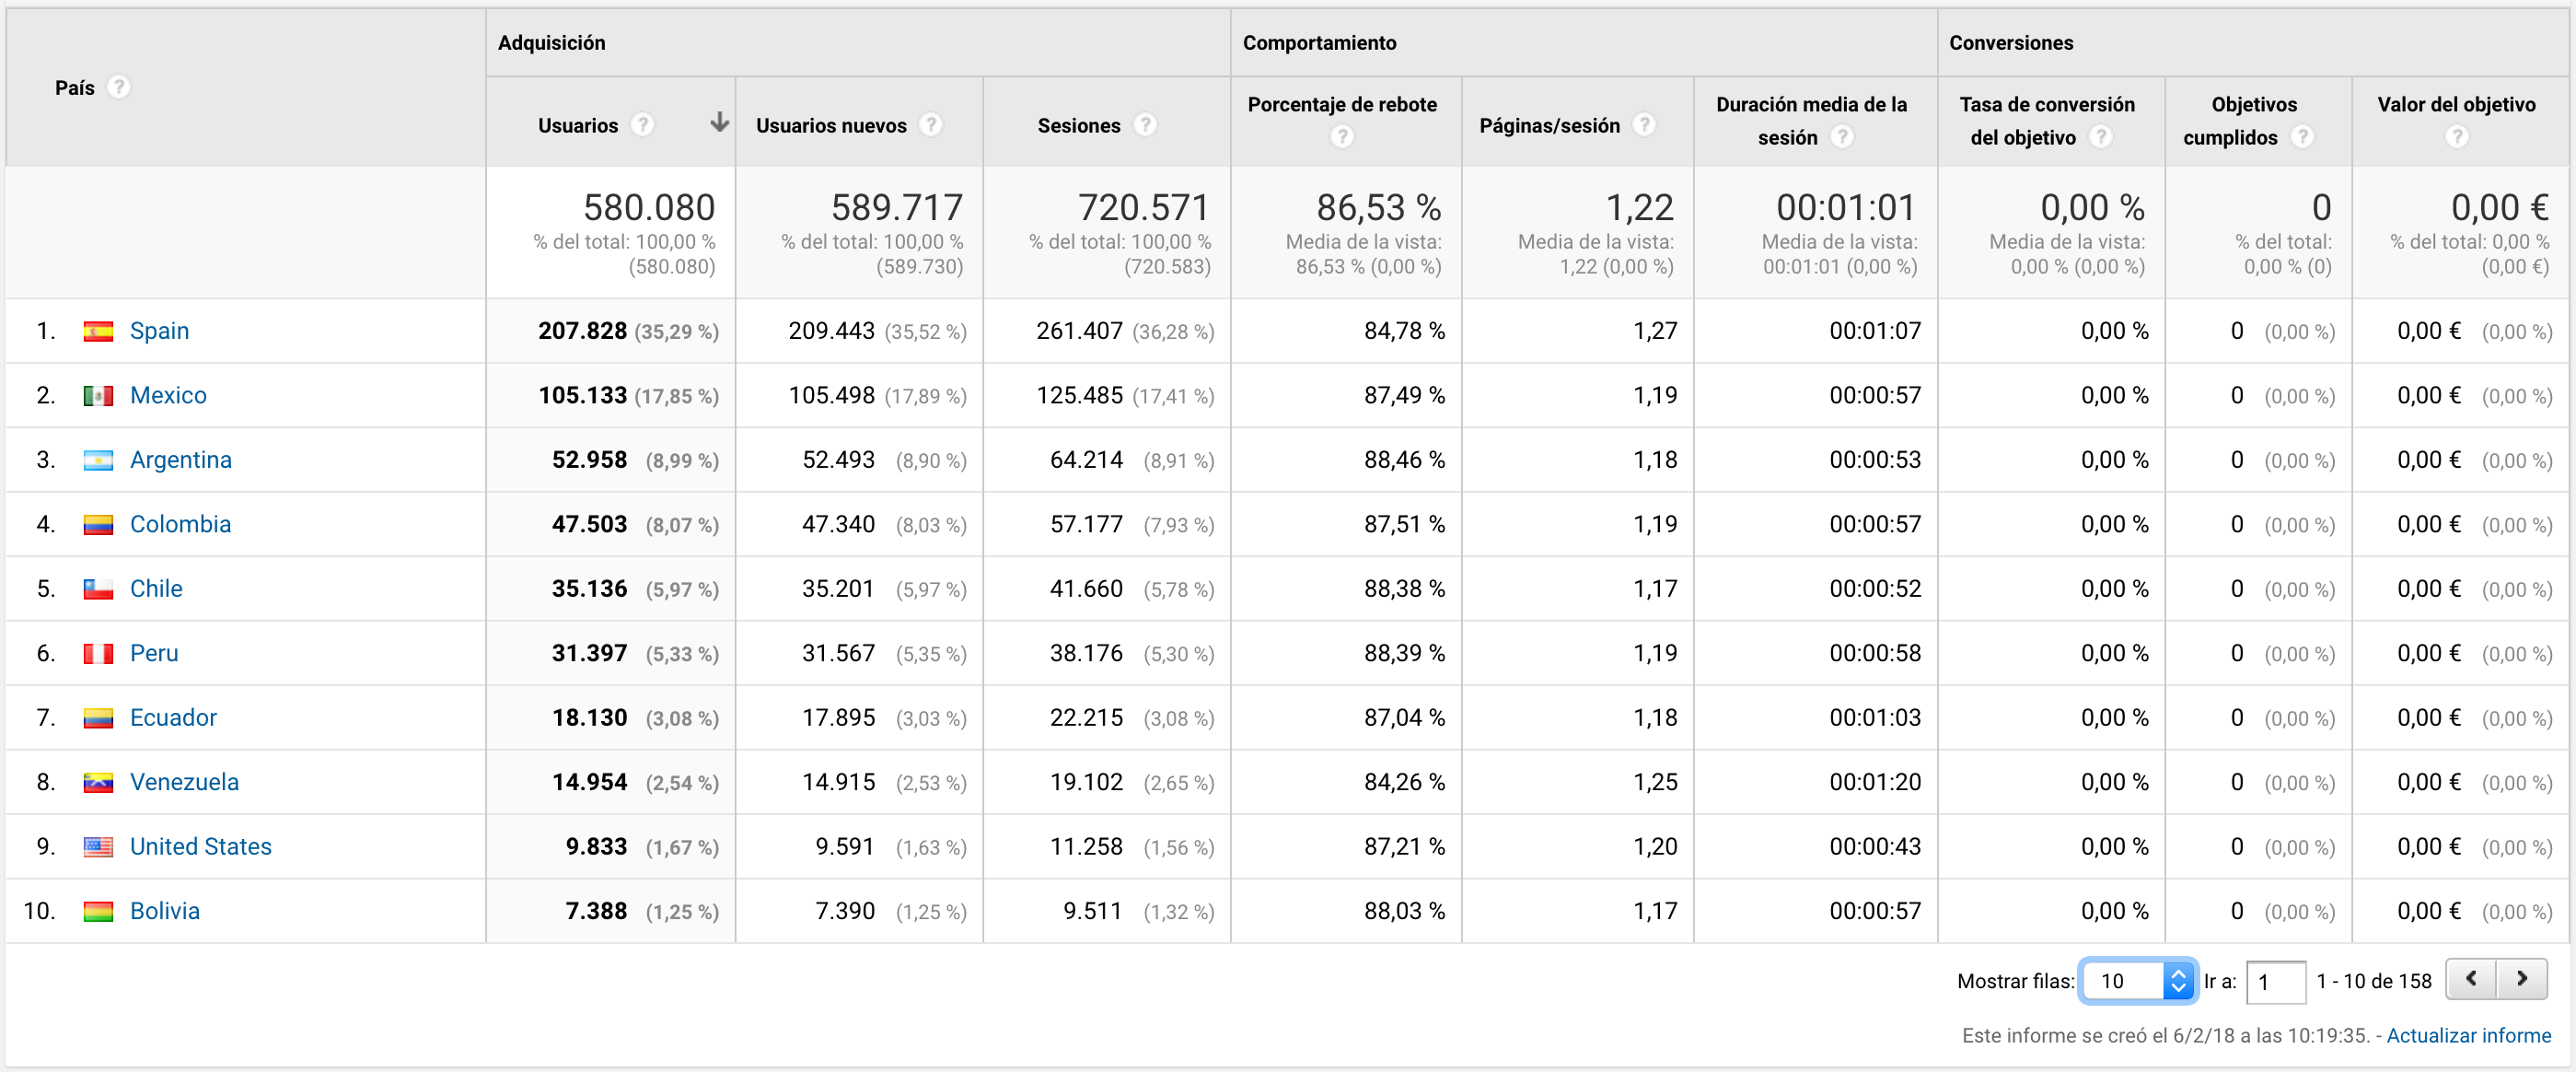 País ?
Adquisición
Comportamiento
Conversiones
Usuarios ?
Usuarios nuevos ?
Sesiones ?
Porcentaje de rebote
?
Páginas/sesión ?
Duración media de la
sesión ?
Tasa de conversión
del objetivo ?
Objetivos
cumplidos ?
Valor del objetivo
?
580.080
% del total: 100,00 %
(580.080)
589.717
% del total: 100,00 %
(589.730)
720.571
% del total: 100,00 %
(720.583)
86,53 %
Media de la vista:
86,53 % (0,00 %)
1,22
Media de la vista:
1,22 (0,00 %)
00:01:01
Media de la vista:
00:01:01 (0,00 %)
0,00 %
Media de la vista:
0,00 % (0,00 %)
0
% del total:
0,00 % (0)
0,00 €
% del total: 0,00 %
(0,00 €)
1. Spain 207.828 (35,29 %) 209.443 (35,52 %) 261.407 (36,28 %) 84,78 % 1,27 00:01:07 0,00 % 0 (0,00 %) 0,00 € (0,00 %)
2. Mexico 105.133 (17,85 %) 105.498 (17,89 %) 125.485 (17,41 %) 87,49 % 1,19 00:00:57 0,00 % 0 (0,00 %) 0,00 € (0,00 %)
3. Argentina 52.958 (8,99 %) 52.493 (8,90 %) 64.214 (8,91 %) 88,46 % 1,18 00:00:53 0,00 % 0 (0,00 %) 0,00 € (0,00 %)
4. Colombia 47.503 (8,07 %) 47.340 (8,03 %) 57.177 (7,93 %) 87,51 % 1,19 00:00:57 0,00 % 0 (0,00 %) 0,00 € (0,00 %)
5. Chile 35.136 (5,97 %) 35.201 (5,97 %) 41.660 (5,78 %) 88,38 % 1,17 00:00:52 0,00 % 0 (0,00 %) 0,00 € (0,00 %)
6. Peru 31.397 (5,33 %) 31.567 (5,35 %) 38.176 (5,30 %) 88,39 % 1,19 00:00:58 0,00 % 0 (0,00 %) 0,00 € (0,00 %)
7. Ecuador 18.130 (3,08 %) 17.895 (3,03 %) 22.215 (3,08 %) 87,04 % 1,18 00:01:03 0,00 % 0 (0,00 %) 0,00 € (0,00 %)
8. Venezuela 14.954 (2,54 %) 14.915 (2,53 %) 19.102 (2,65 %) 84,26 % 1,25 00:01:20 0,00 % 0 (0,00 %) 0,00 € (0,00 %)
9. United States 9.833 (1,67 %) 9.591 (1,63 %) 11.258 (1,56 %) 87,21 % 1,20 00:00:43 0,00 % 0 (0,00 %) 0,00 € (0,00 %)
10. Bolivia 7.388 (1,25 %) 7.390 (1,25 %) 9.511 (1,32 %) 88,03 % 1,17 00:00:57 0,00 % 0 (0,00 %) 0,00 € (0,00 %)
Mostrar filas: 10 Ir a: 1 1 - 10 de 158
Este informe se creó el 6/2/18 a las 10:19:35. - Actualizar informe